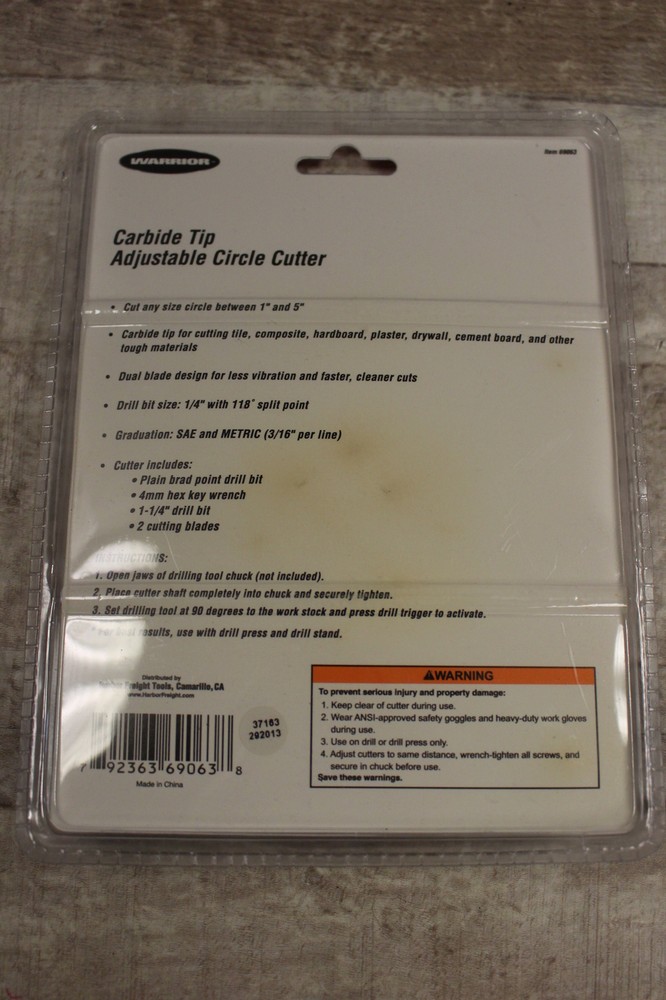 WARRIOR
Item 69063
Carbide Tip
Adjustable Circle Cutter
• Cut any size circle between 1" and 5"
• Carbide tip for cutting tile, composite, hardboard, plaster, drywall, cement board, and other
tough materials
• Dual blade design for less vibration and faster, cleaner cuts
• Drill bit size: 1/4" with 118° split point
• Graduation: SAE and METRIC (3/16" per line)
• Cutter includes:
• Plain brad point drill bit
• 4mm hex key wrench
• 1-1/4" drill bit
• 2 cutting blades
INSTRUCTIONS:
1. Open jaws of drilling tool chuck (not included).
2. Place cutter shaft completely into chuck and securely tighten.
3. Set drilling tool at 90 degrees to the work stock and press drill trigger to activate.
* For best results, use with drill press and drill stand.
Distributed by
Harbor Freight Tools, Camarillo, CA
www.HarborFreight.com
7 92363 69063 8
Made in China
37183
292013
⚠WARNING
To prevent serious injury and property damage:
1. Keep clear of cutter during use.
2. Wear ANSI-approved safety goggles and heavy-duty work gloves
during use.
3. Use on drill or drill press only.
4. Adjust cutters to same distance, wrench-tighten all screws, and
secure in chuck before use.
Save these warnings.